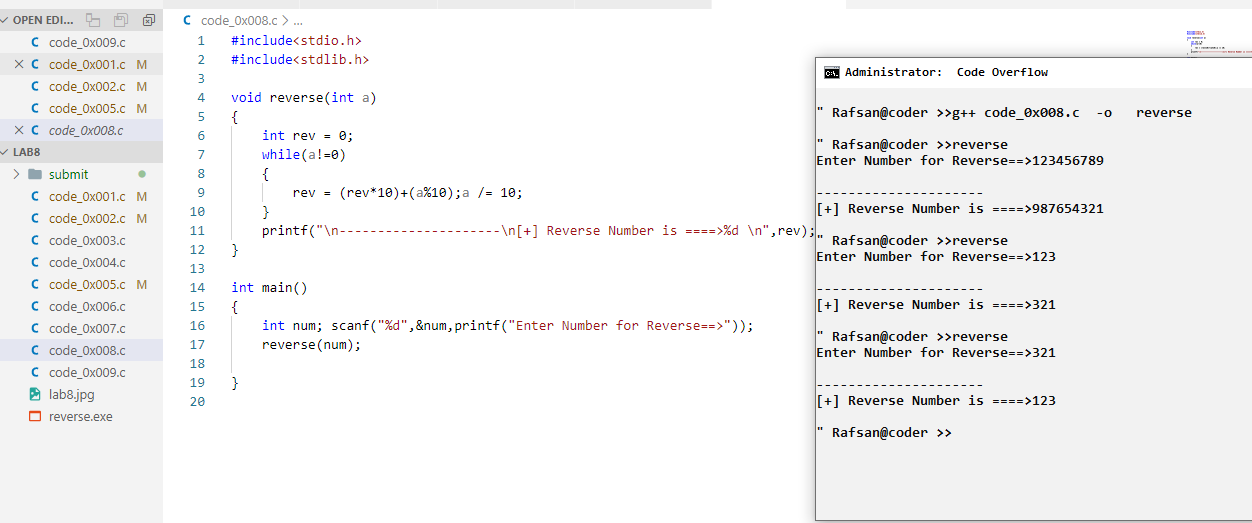 OPEN EDI...
code_0x009.c
code_0x001.c M
code_0x002.c M
code_0x005.c M
code_0x008.c
LAB8
submit
code_0x001.c M
code_0x002.c M
code_0x003.c
code_0x004.c
code_0x005.c M
code_0x006.c
code_0x007.c
code_0x008.c
code_0x009.c
lab8.jpg
reverse.exe
C code_0x008.c > ...
1 #include<stdio.h>
2 #include<stdlib.h>
3
4 void reverse(int a)
5 {
6 int rev = 0;
7 while(a!=0)
8 {
9 rev = (rev*10)+(a%10);a /= 10;
10 }
11 printf("\n---------------------\n[+] Reverse Number is ====>%d \n",rev);
12 }
13
14 int main()
15 {
16 int num; scanf("%d",&num,printf("Enter Number for Reverse==>"));
17 reverse(num);
18
19 }
20
Administrator: Code Overflow
" Rafsan@coder >>g++ code_0x008.c -o reverse
" Rafsan@coder >>reverse
Enter Number for Reverse==>123456789
---------------------
[+] Reverse Number is ====>987654321
" Rafsan@coder >>reverse
Enter Number for Reverse==>123
---------------------
[+] Reverse Number is ====>321
" Rafsan@coder >>reverse
Enter Number for Reverse==>321
---------------------
[+] Reverse Number is ====>123
" Rafsan@coder >>